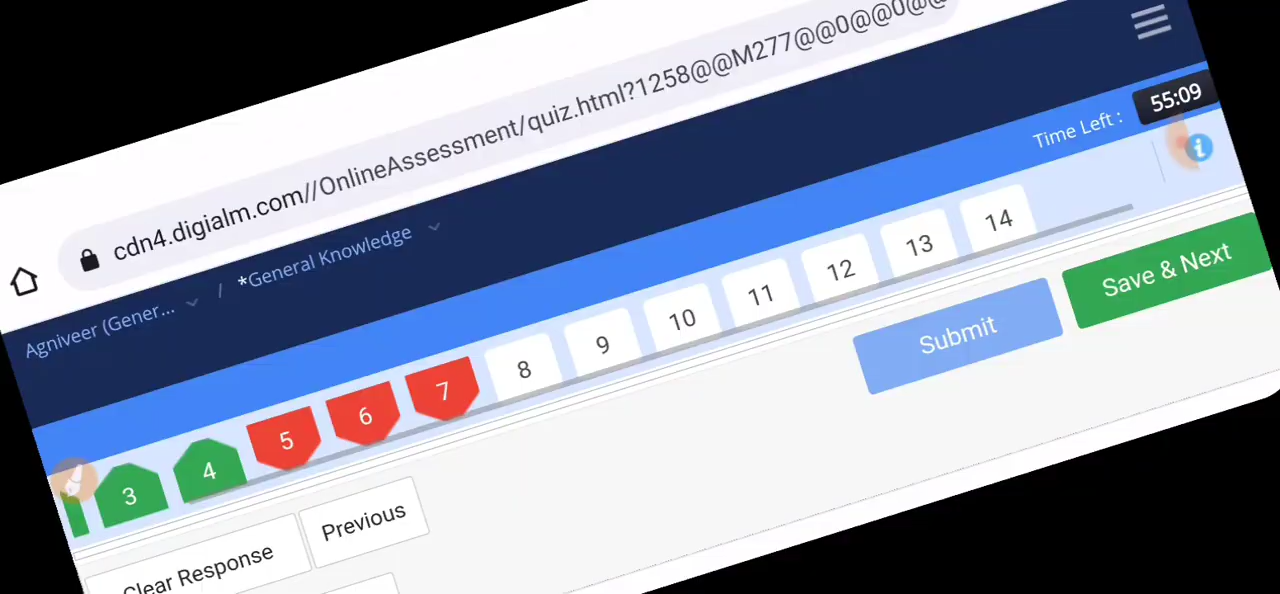 cdn4.digialm.com//OnlineAssessment/quiz.html?1258@@M277@@0@@0@@
Agniveer (Gener... / *General Knowledge
Time Left : 55:09
i
3 4 5 6 7 8 9 10 11 12 13 14
Clear Response Previous Submit Save & Next